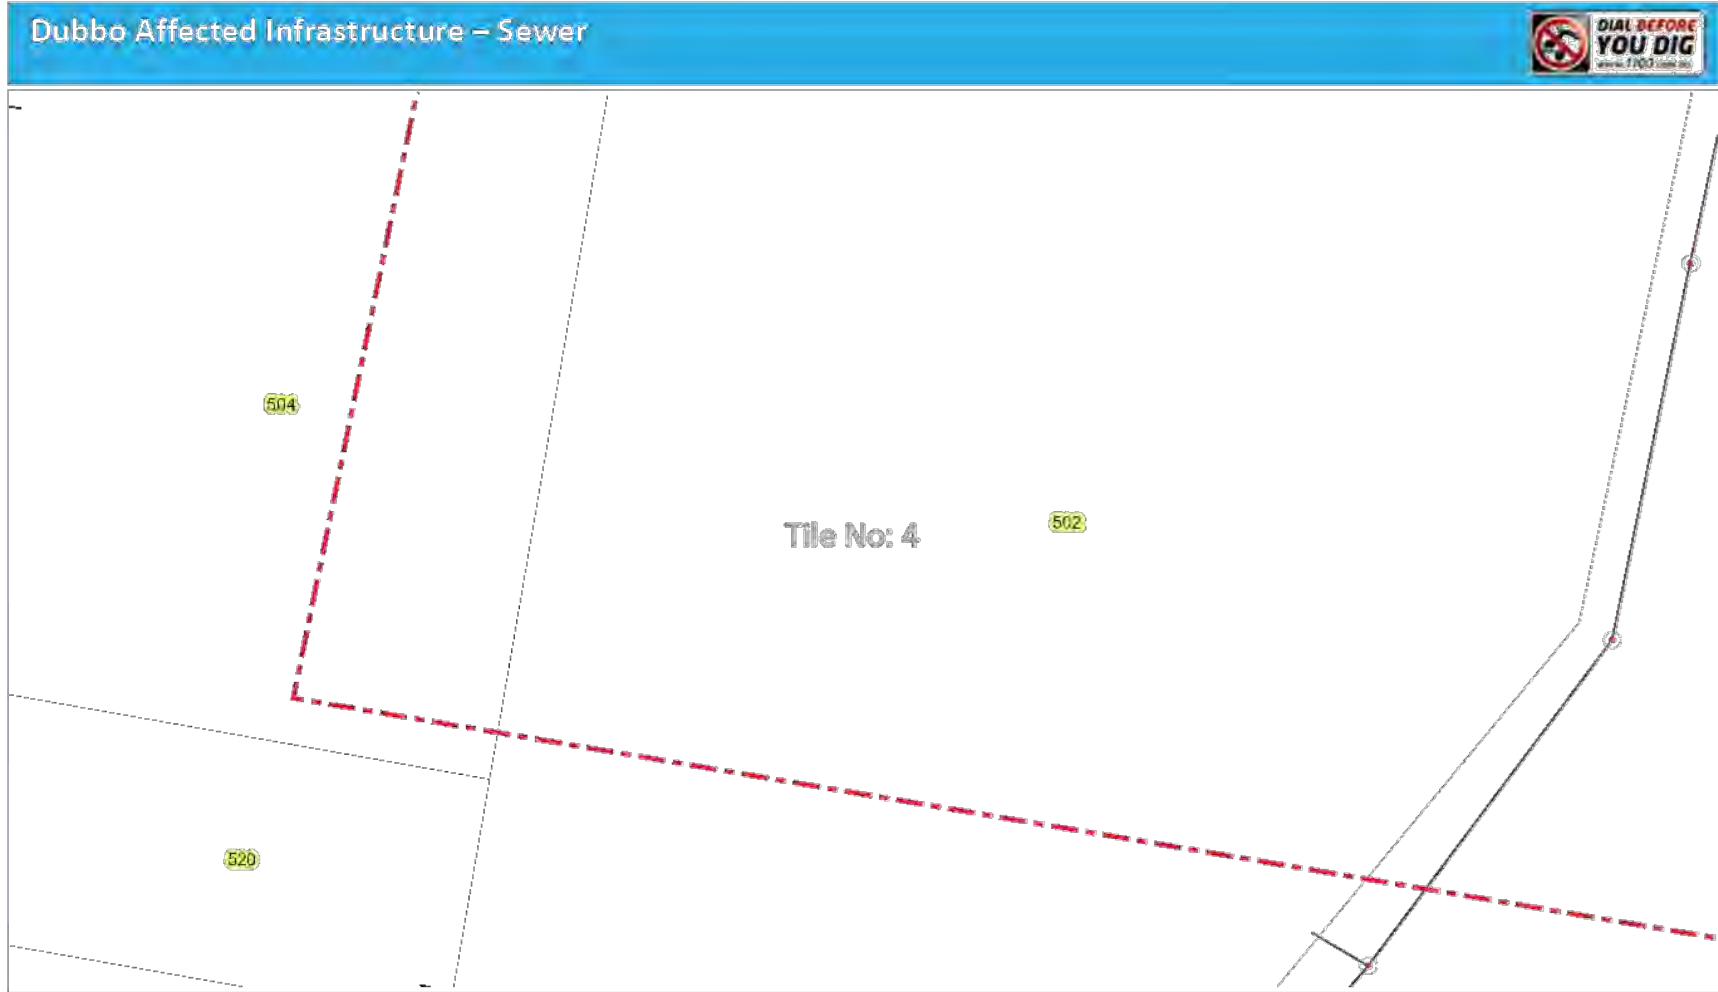 Dubbo Affected Infrastructure – Sewer
DIAL BEFORE
YOU DIG
504
502
Tile No: 4
520